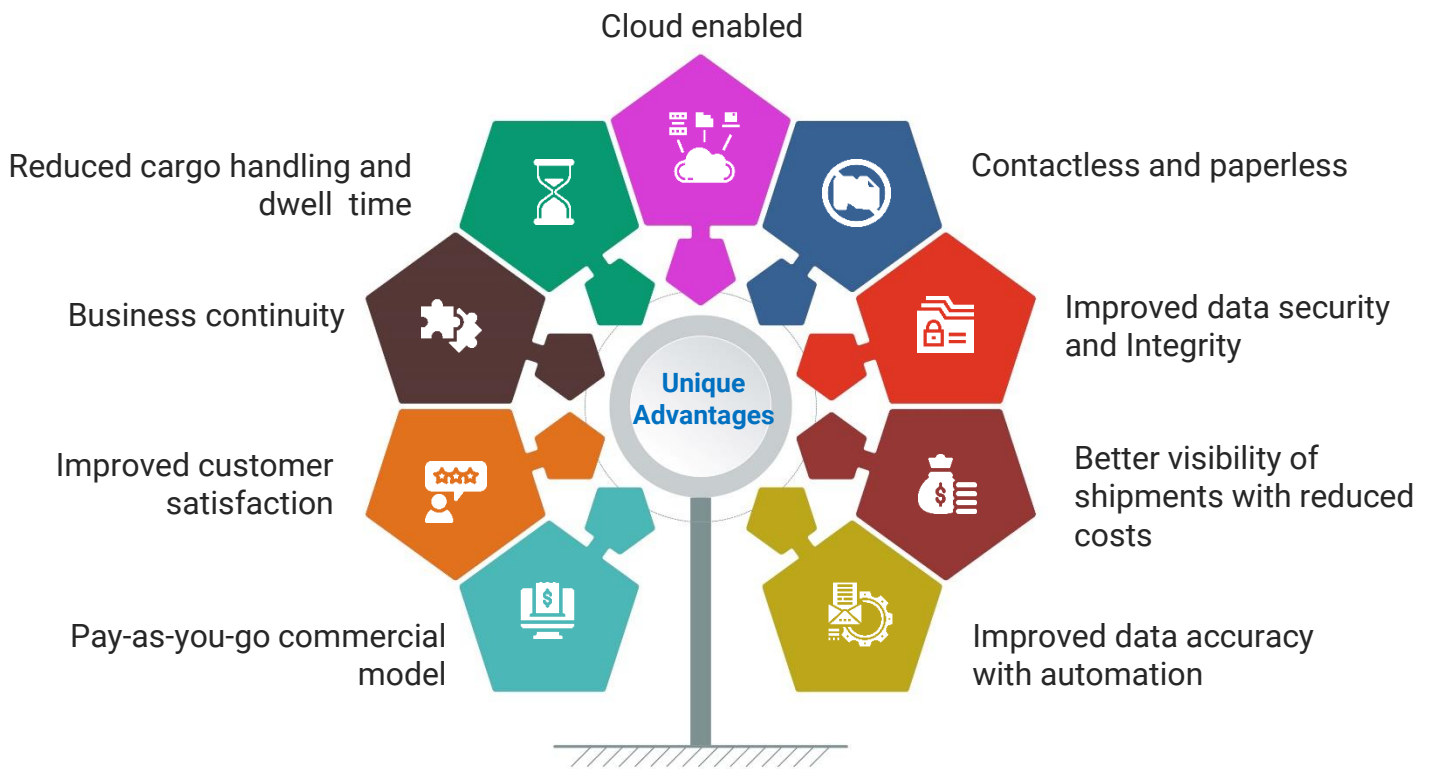 Cloud enabled
Contactless and paperless
Improved data security
and Integrity
Better visibility of
shipments with reduced
costs
Improved data accuracy
with automation
Pay-as-you-go commercial
model
Improved customer
satisfaction
Business continuity
Reduced cargo handling and
dwell time
Unique
Advantages